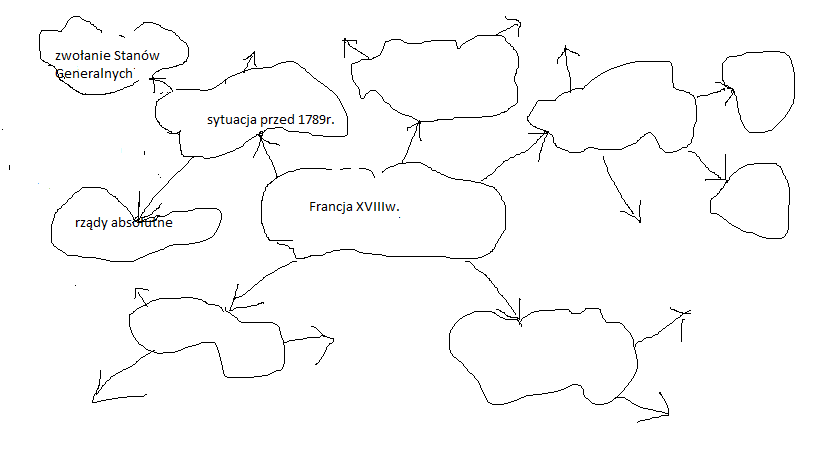 zwołanie Stanów
Generalnych
sytuacja przed 1789r.
Francja XVIIIw.
rządy absolutne